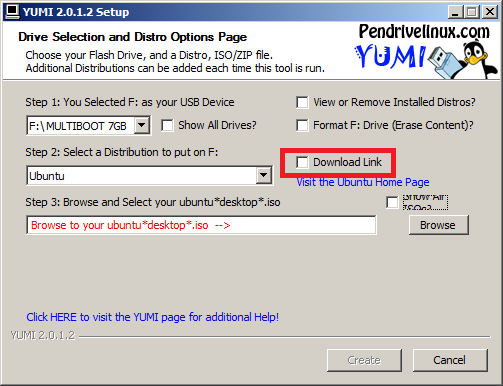 YUMI 2.0.1.2 Setup
Drive Selection and Distro Options Page
Pendrivelinux.com
Choose your Flash Drive, and a Distro, ISO/ZIP file.
Additional Distributions can be added each time this tool is run.
YUMI
Step 1: You Selected F: as your USB Device
View or Remove Installed Distros?
F:\MULTIBOOT 7GB
Show All Drives?
Format F: Drive (Erase Content)?
Step 2: Select a Distribution to put on F:
Download Link
Ubuntu
Visit the Ubuntu Home Page
Step 3: Browse and Select your ubuntu*desktop*.iso
Show All
Browse to your ubuntu*desktop*.iso -->
Browse
Click HERE to visit the YUMI page for additional Help!
YUMI 2.0.1.2
Create
Cancel